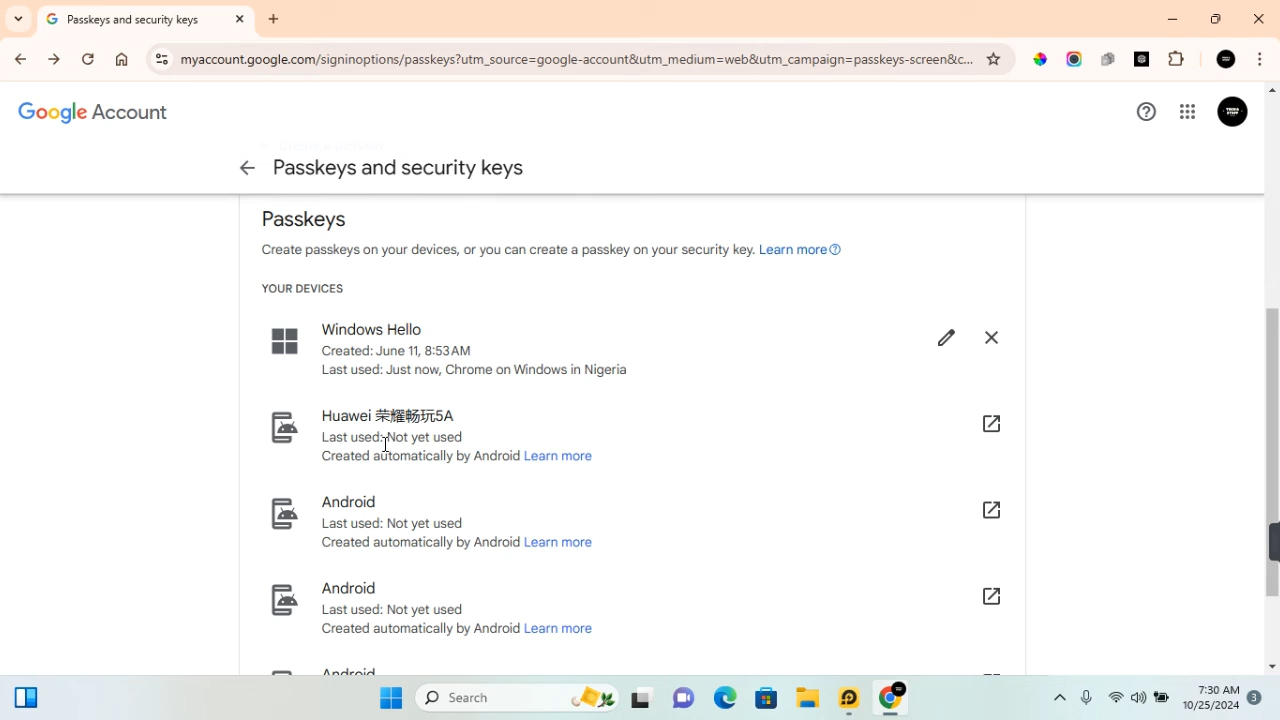 Passkeys and security keys
myaccount.google.com/signinoptions/passkeys?utm_source=google-account&utm_medium=web&utm_campaign=passkeys-screen&c...
Google Account
Passkeys and security keys
Passkeys
Create passkeys on your devices, or you can create a passkey on your security key. Learn more
YOUR DEVICES
Windows Hello
Created: June 11, 8:53 AM
Last used: Just now, Chrome on Windows in Nigeria
Huawei 荣耀畅玩5A
Last used: Not yet used
Created automatically by Android Learn more
Android
Last used: Not yet used
Created automatically by Android Learn more
Android
Last used: Not yet used
Created automatically by Android Learn more
Android
Search
7:30 AM
10/25/2024
3